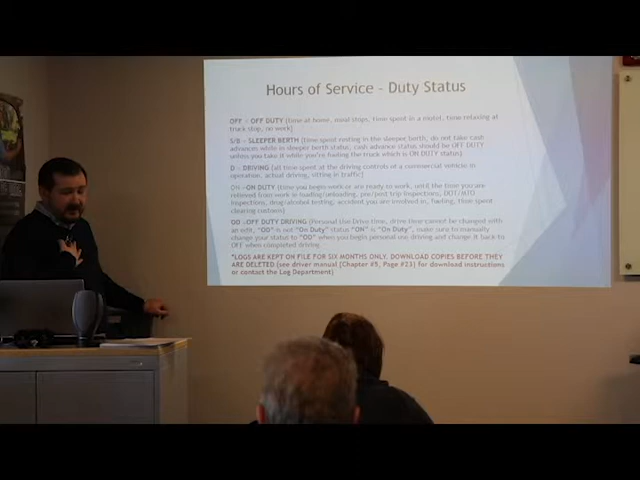 Hours of Service - Duty Status
OFF - OFF DUTY (time at home, meal stops, time spent in a motel, time relaxing at
truck stop, no work)
S/B - SLEEPER BERTH (time spent resting in the sleeper berth, do not take cash
advances while in sleeper berth status; cash advance status should be OFF DUTY
unless you take it while you're fueling the truck which is ON DUTY status)
D - DRIVING (all time spent at the driving controls of a commercial vehicle in
operation, actual driving, sitting in traffic)
ON -ON DUTY (time you begin work or are ready to work, until the time you are
relieved from work ie loading/unloading, pre/post trip inspections, DOT/MTO
inspections, drug/alcohol testing, accident you are involved in, fueling, time spent
clearing customs)
OD -OFF DUTY DRIVING (Personal Use Drive time, drive time cannot be changed with
an edit, "OD" is not "On Duty" status "ON" is "On Duty", make sure to manually
change your status to "OD" when you begin personal use driving and change it back to
OFF when completed driving
*LOGS ARE KEPT ON FILE FOR SIX MONTHS ONLY, DOWNLOAD COPIES BEFORE THEY
ARE DELETED (see driver manual [Chapter #5, Page #23] for download instructions
or contact the Log Department)